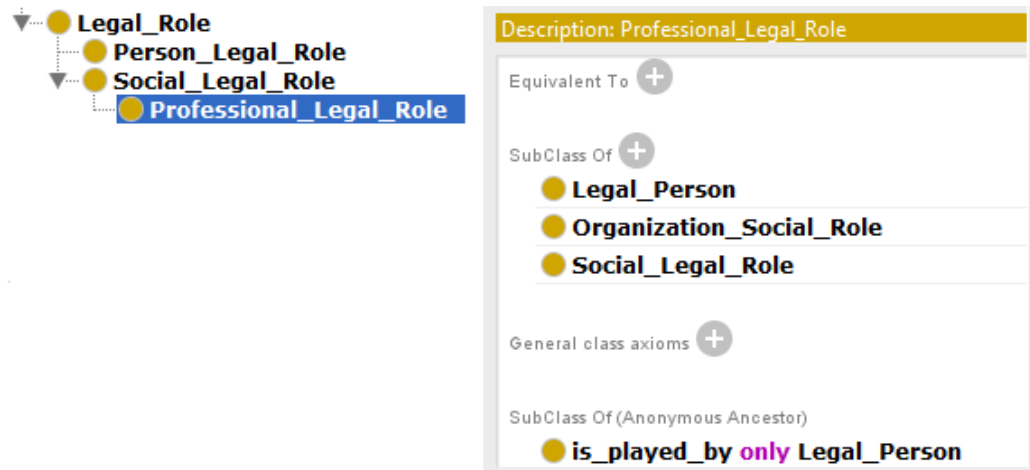 Legal_Role
Person_Legal_Role
Social_Legal_Role
Professional_Legal_Role
Description: Professional_Legal_Role
Equivalent To
SubClass Of
Legal_Person
Organization_Social_Role
Social_Legal_Role
General class axioms
SubClass Of (Anonymous Ancestor)
is_played_by only Legal_Person